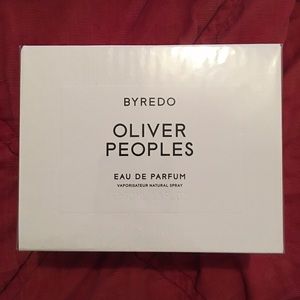 BYREDO
OLIVER
PEOPLES
EAU DE PARFUM
VAPORISATEUR NATURAL SPRAY